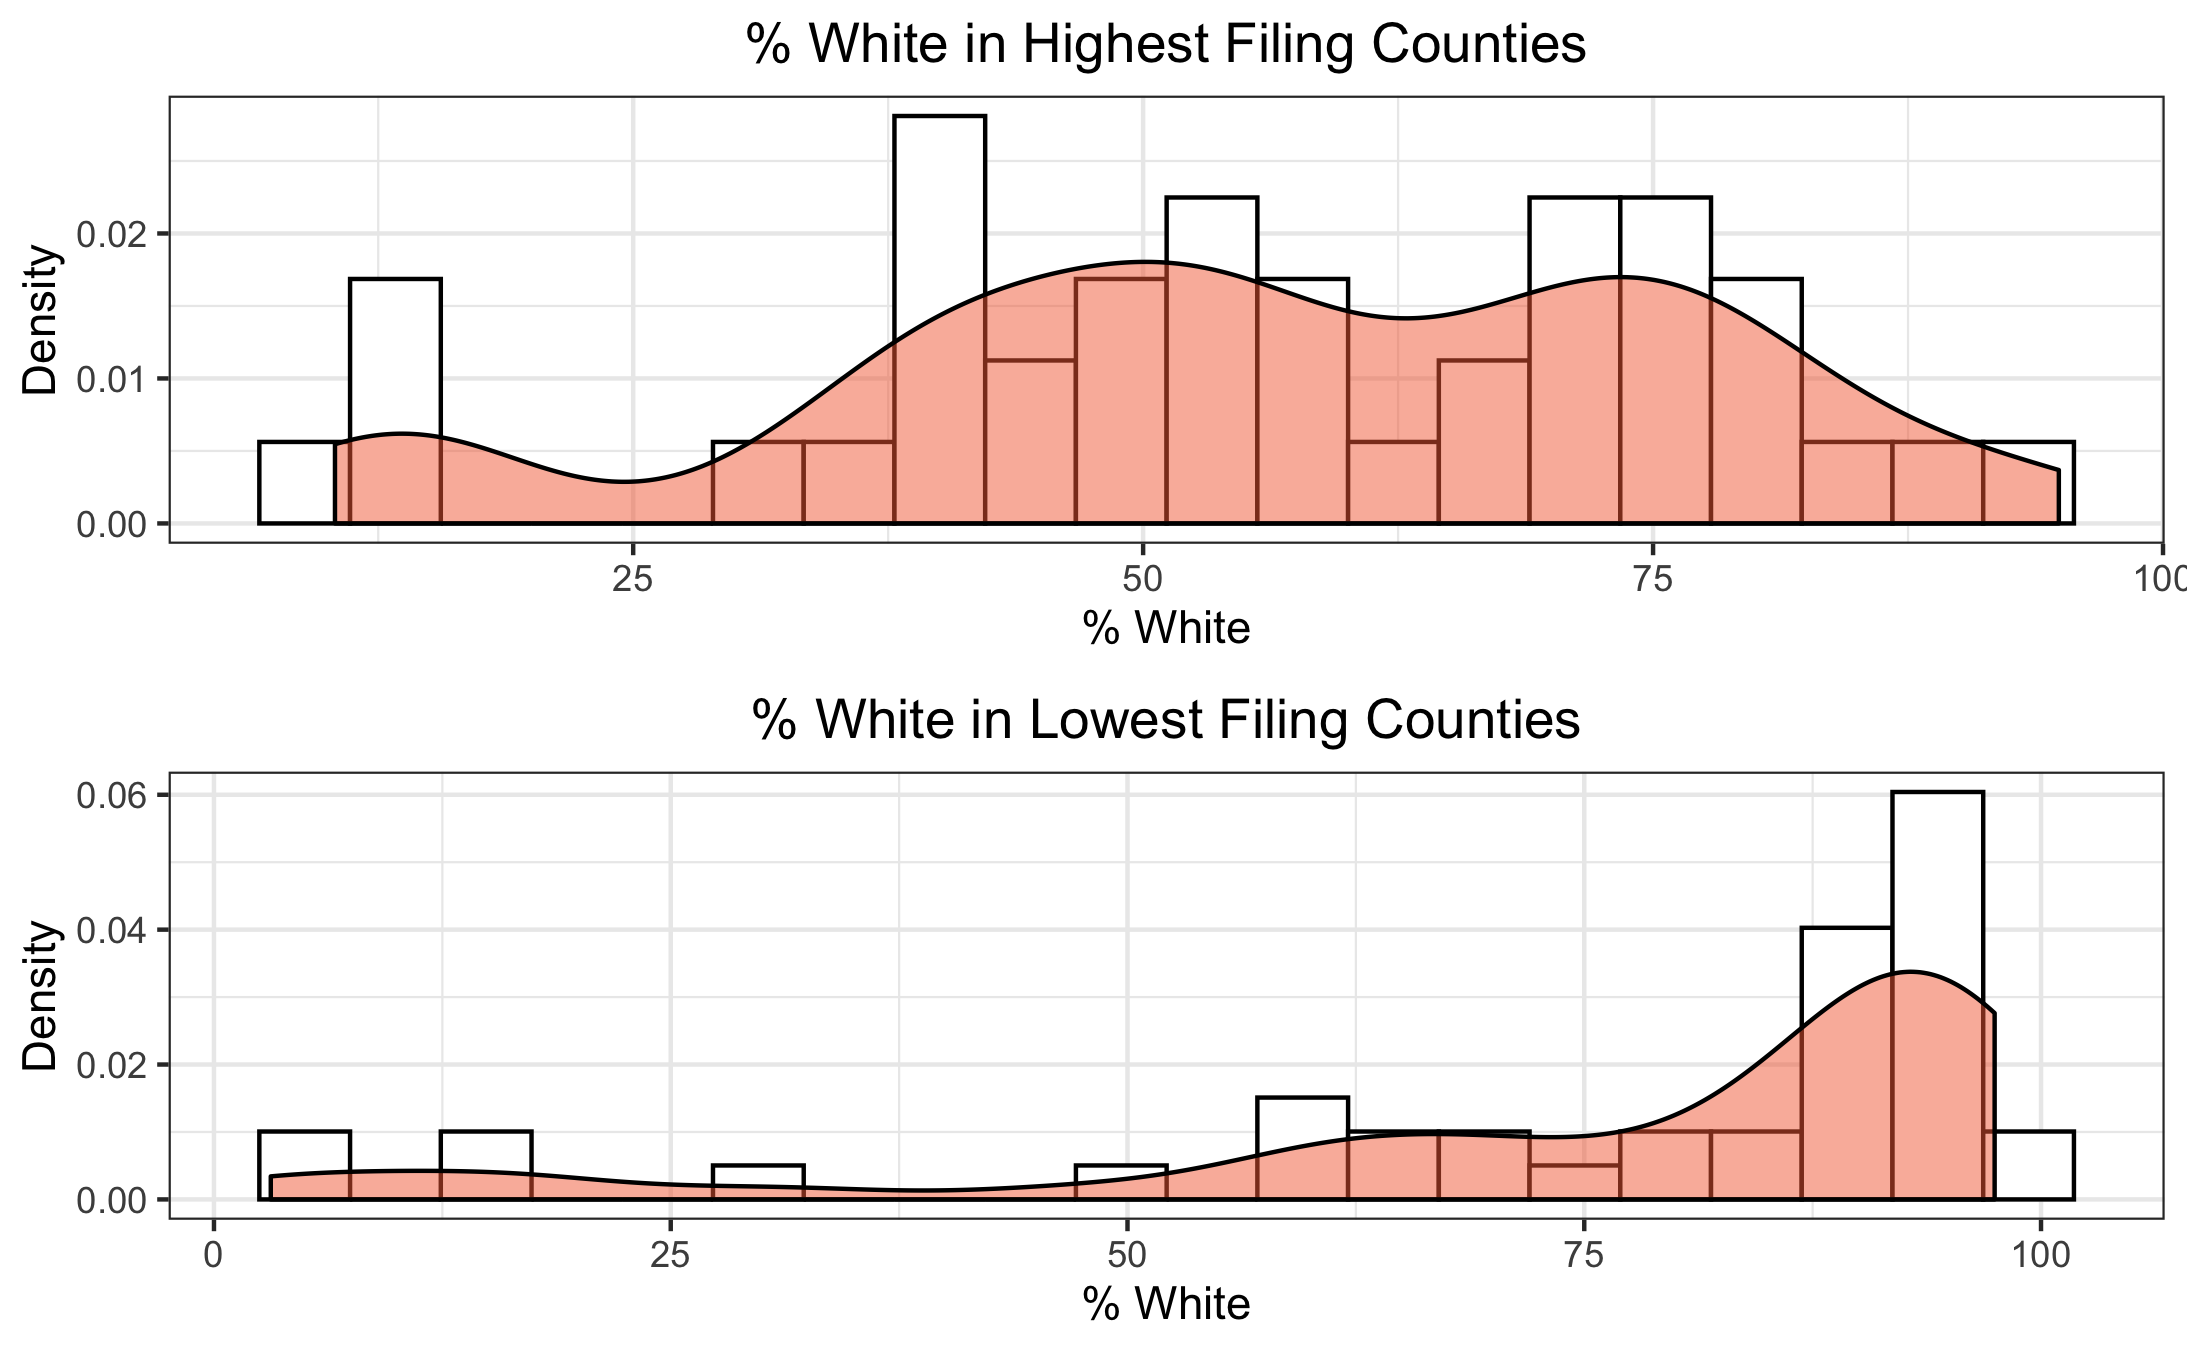 % White in Highest Filing Counties
Density
0.02
0.01
0.00
25 50 75 100
% White
% White in Lowest Filing Counties
Density
0.06
0.04
0.02
0.00
0 25 50 75 100
% White